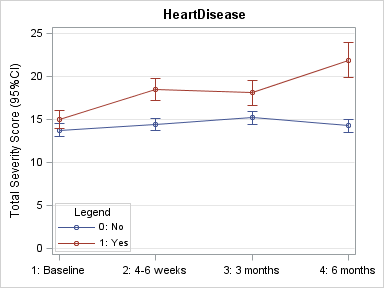 HeartDisease
Total Severity Score (95%CI)
25
20
15
10
5
0
Legend
0: No
1: Yes
1: Baseline
2: 4-6 weeks
3: 3 months
4: 6 months